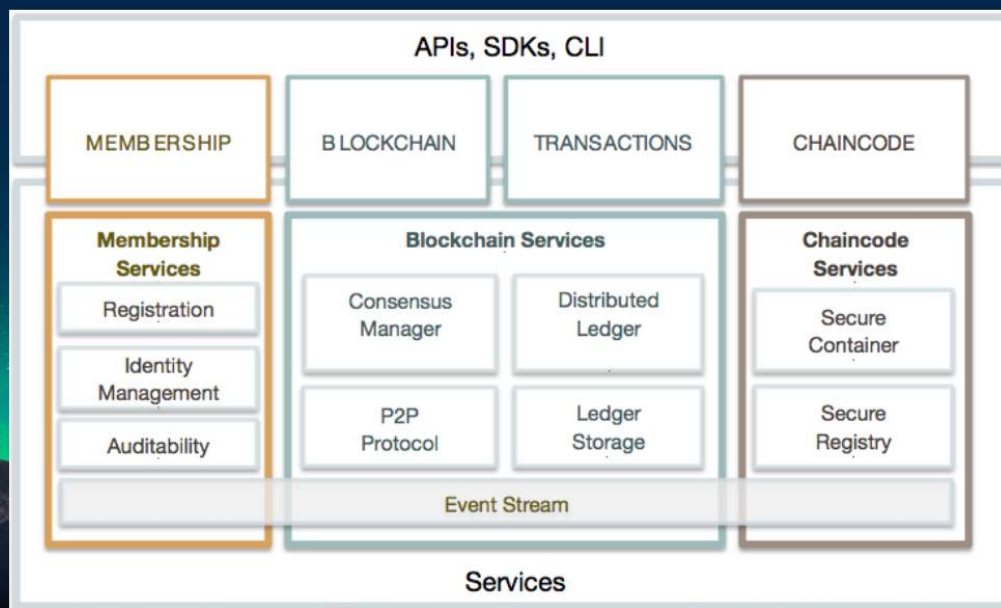 APIs, SDKs, CLI
MEMBERSHIP
BLOCKCHAIN
TRANSACTIONS
CHAINCODE
Membership
Services
Registration
Identity
Management
Auditability
Blockchain Services
Consensus
Manager
Distributed
Ledger
P2P
Protocol
Ledger
Storage
Chaincode
Services
Secure
Container
Secure
Registry
Event Stream
Services